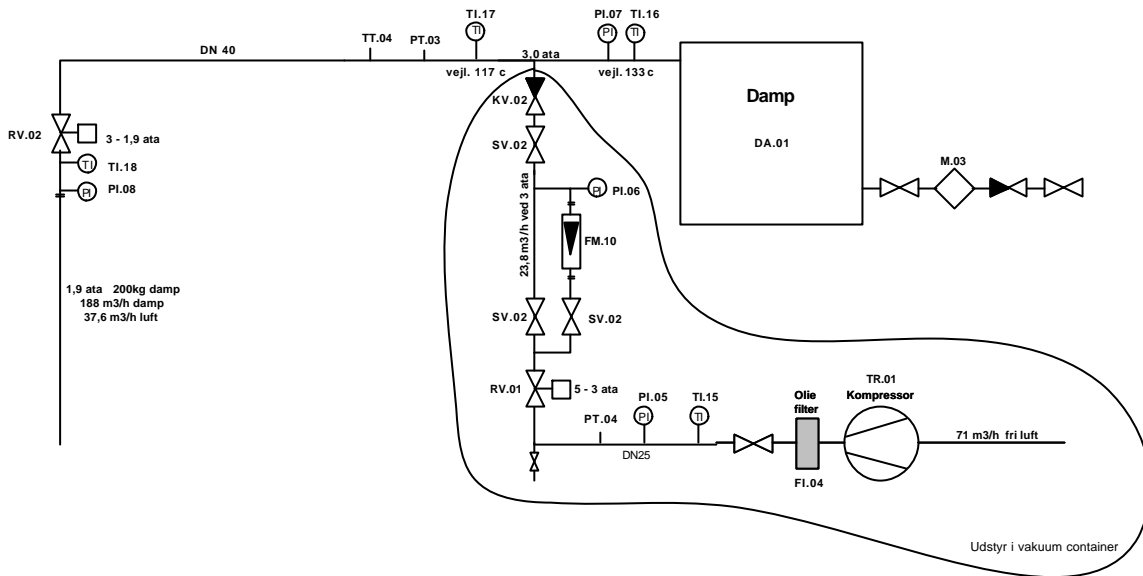 TI.17
TI
PI.07
PI
TI.16
TI
TT.04
PT.03
DN 40
3,0 ata
vejl. 117 c
vejl. 133 c
Damp
DA.01
M.03
RV.02
3 - 1,9 ata
TI
TI.18
PI
PI.08
KV.02
SV.02
PI
PI.06
23,8 m3/h ved 3 ata
FM.10
SV.02
SV.02
1,9 ata 200kg damp
188 m3/h damp
37,6 m3/h luft
RV.01
5 - 3 ata
PT.04
PI.05
PI
TI.15
TI
DN25
Olie
filter
FI.04
TR.01
Kompressor
71 m3/h fri luft
Udstyr i vakuum container